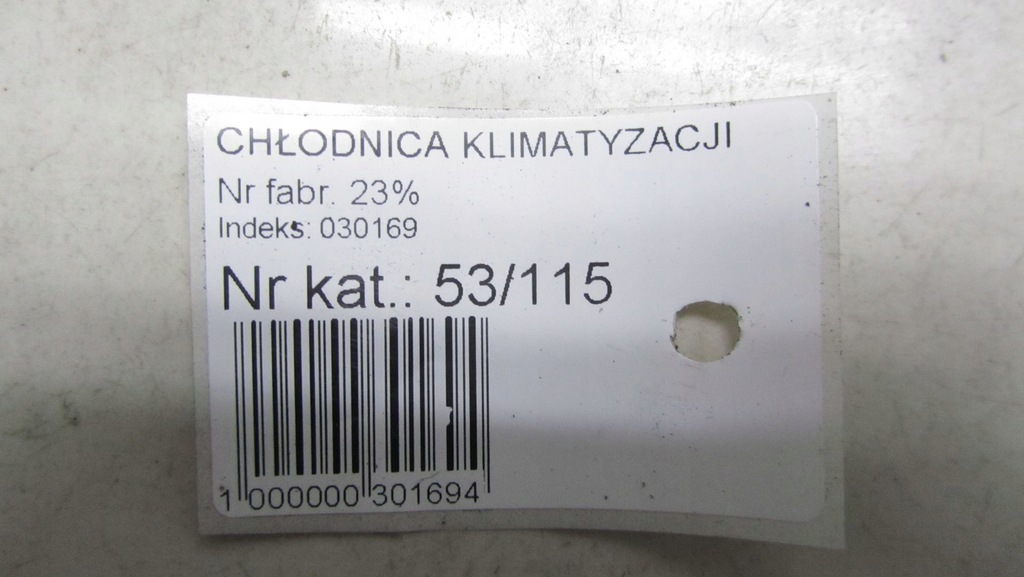 CHŁODNICA KLIMATYZACJI
Nr fabr. 23%
Indeks: 030169
Nr kat.: 53/115
1 000000 301694